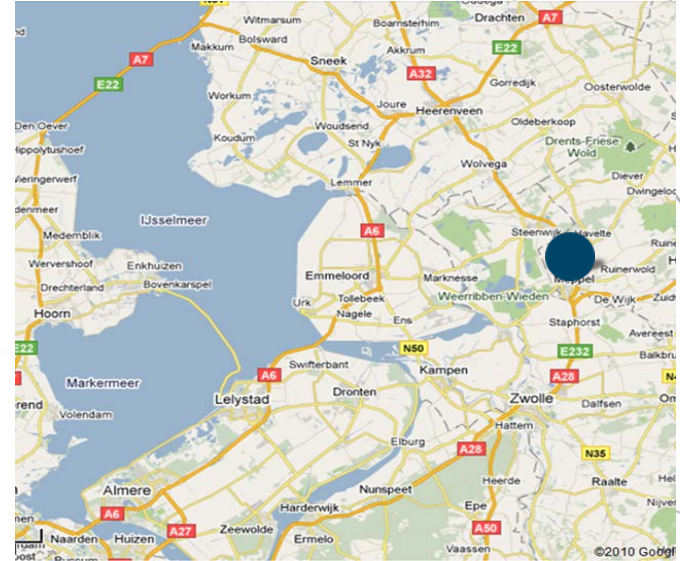 Witmarsum
Boarnsterhim
Drachten
A7
Makkum
Bolsward
Akkrum
E22
A7
Sneek
A32
E22
Workum
Joure
Gorredijk
Oosterwolde
Heerenveen
Den Oever
Woudsend
Oldeberkoop
Hippolytushoef
Koudum
St Nyk
Drents-Friese
Wold
Wieringerwerf
Lemmer
Wolvega
Diever
Dwingeloo
denmeer
IJsselmeer
A6
Steenwijk
Havelte
Medemblik
Wervershoof
Enkhuizen
Emmeloord
Marknesse
Ruinerwold
Drechterland
Bovenkarspel
Meppel
Urk
Tollebeek
Weerribben-Wieden
De Wijk
Hoorn
Nagele
Ens
Staphorst
Avereest
E22
N50
E232
Swifterbant
Markermeer
A6
Kampen
A28
Lelystad
Dronten
Zwolle
Dalfsen
Volendam
Hattem
Elburg
A28
N35
Almere
Nunspeet
Heerde
Raalte
Harderwijk
Epe
A6
A27
Zeewolde
A50
Naarden
Huizen
Ermelo
Vaassen
©2010 Google